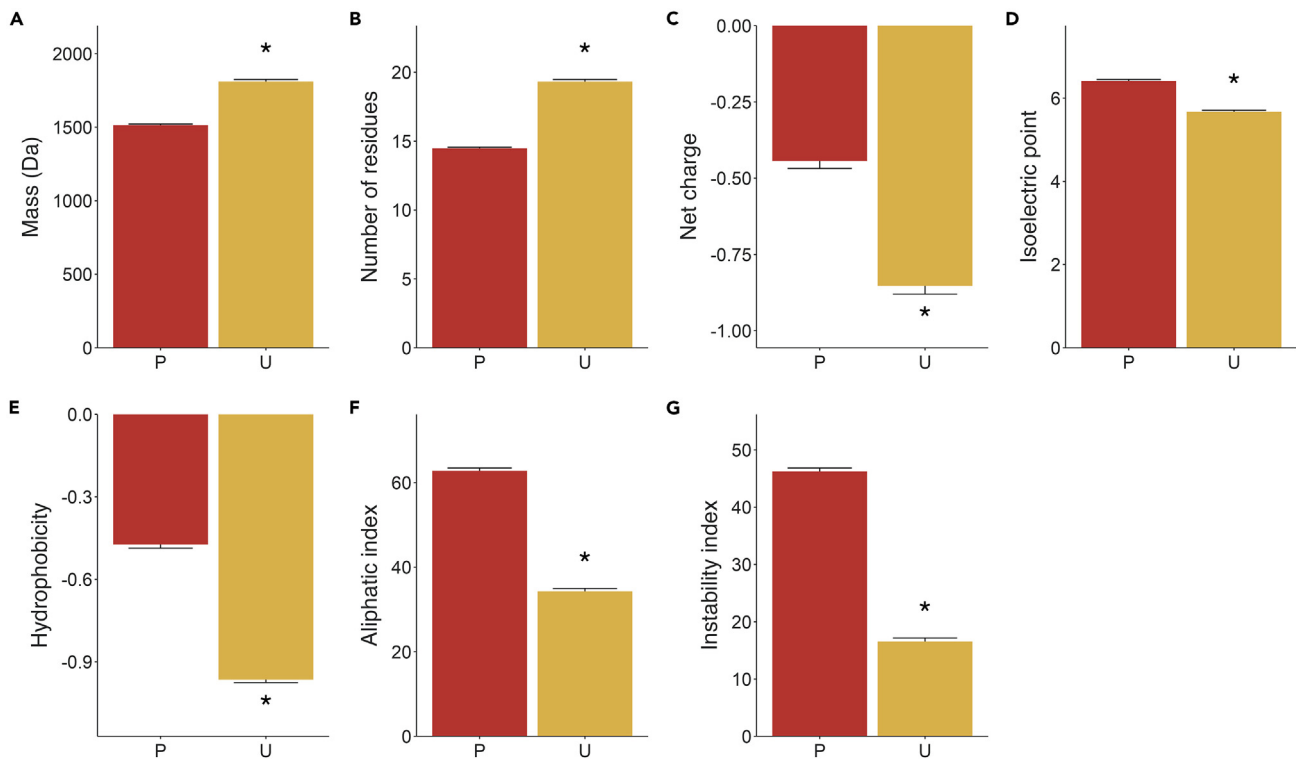 A
Mass (Da)
2000
1500
1000
500
0
*
P U
B
Number of residues
20
15
10
5
0
*
P U
C
Net charge
0.00
-0.25
-0.50
-0.75
-1.00
*
P U
D
Isoelectric point
6
4
2
0
*
P U
E
Hydrophobicity
0.0
-0.3
-0.6
-0.9
*
P U
F
Aliphatic index
60
40
20
0
*
P U
G
Instability index
50
40
30
20
10
0
*
P U